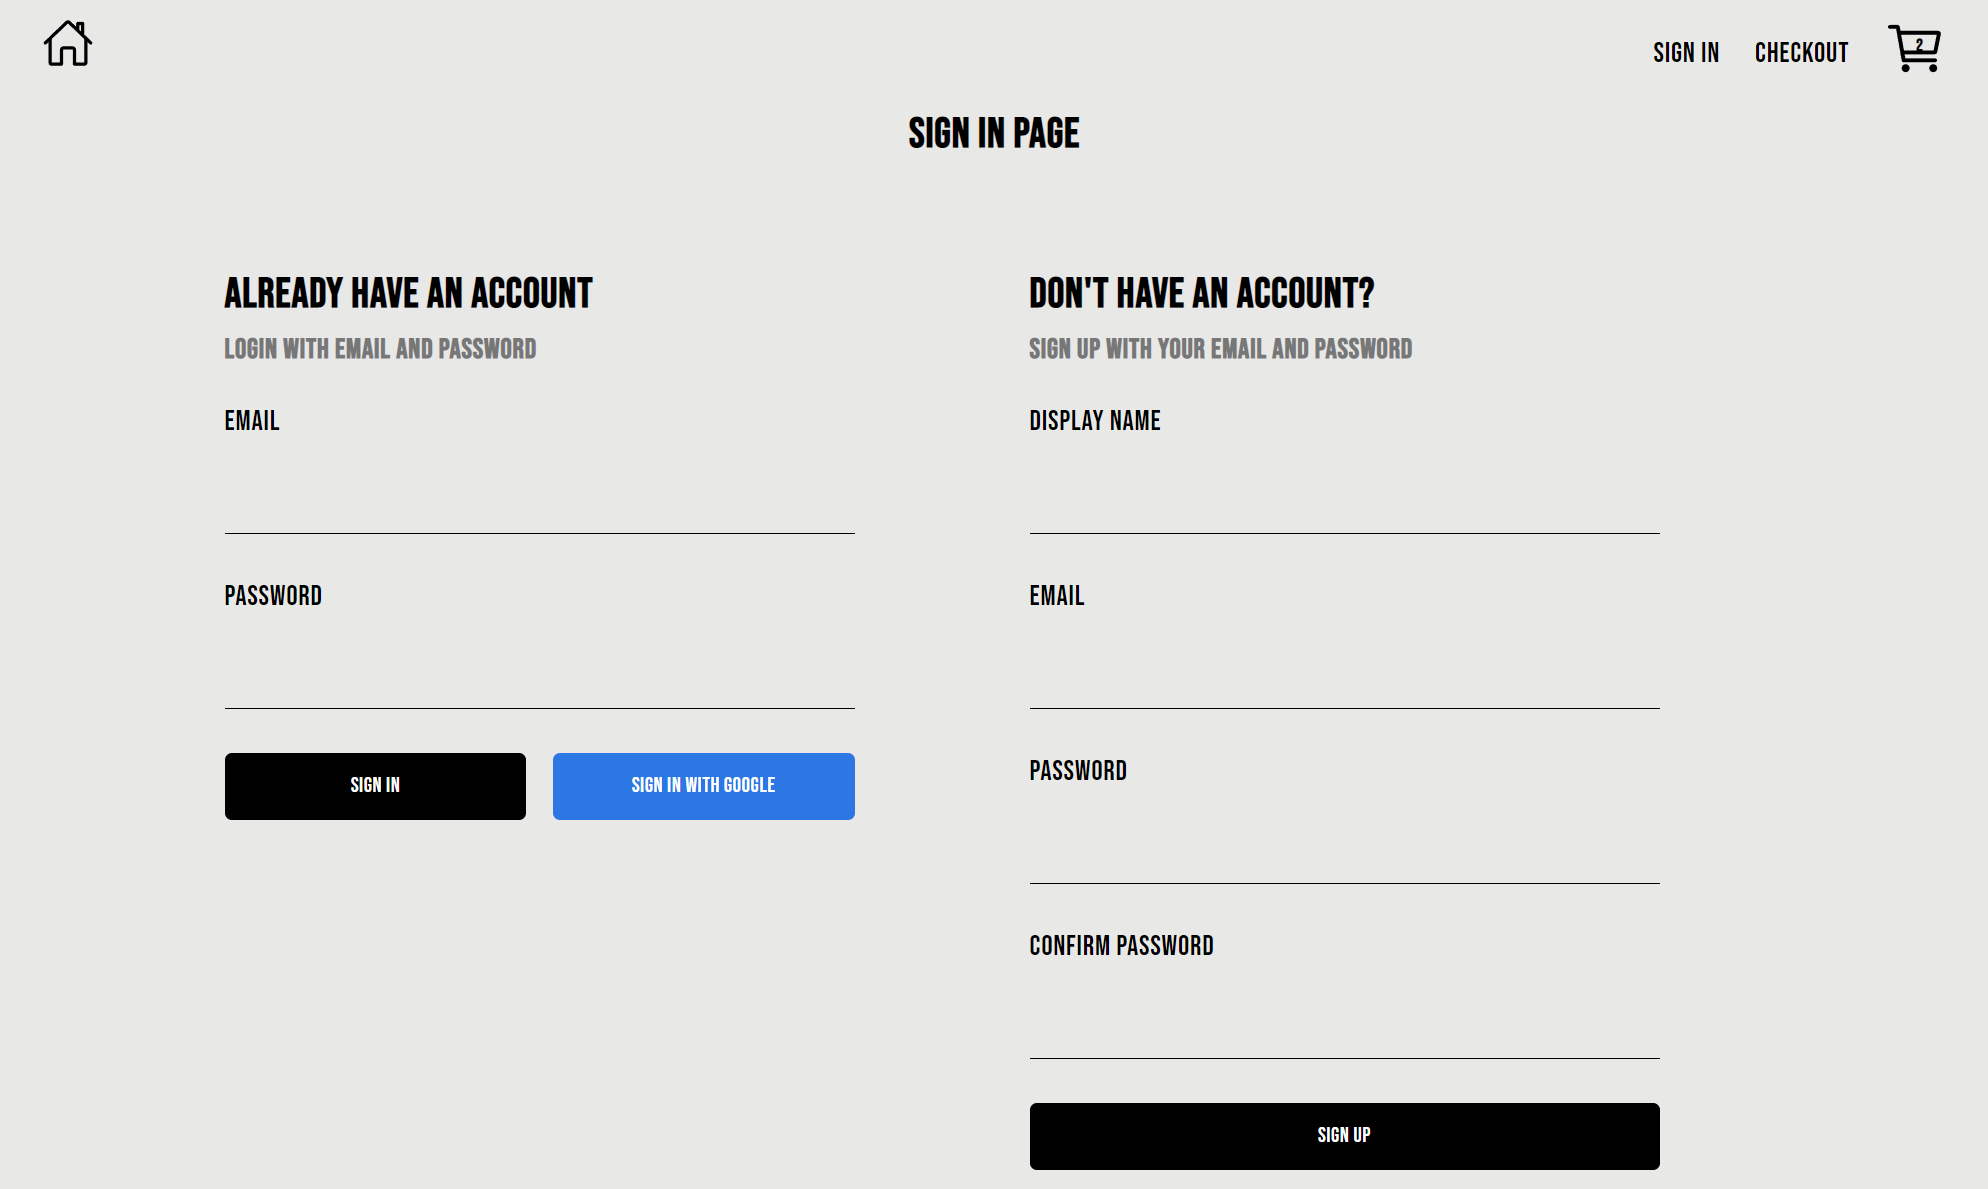 SIGN IN
CHECKOUT
2
SIGN IN PAGE
ALREADY HAVE AN ACCOUNT
LOGIN WITH EMAIL AND PASSWORD
EMAIL
PASSWORD
SIGN IN
SIGN IN WITH GOOGLE
DON'T HAVE AN ACCOUNT?
SIGN UP WITH YOUR EMAIL AND PASSWORD
DISPLAY NAME
EMAIL
PASSWORD
CONFIRM PASSWORD
SIGN UP